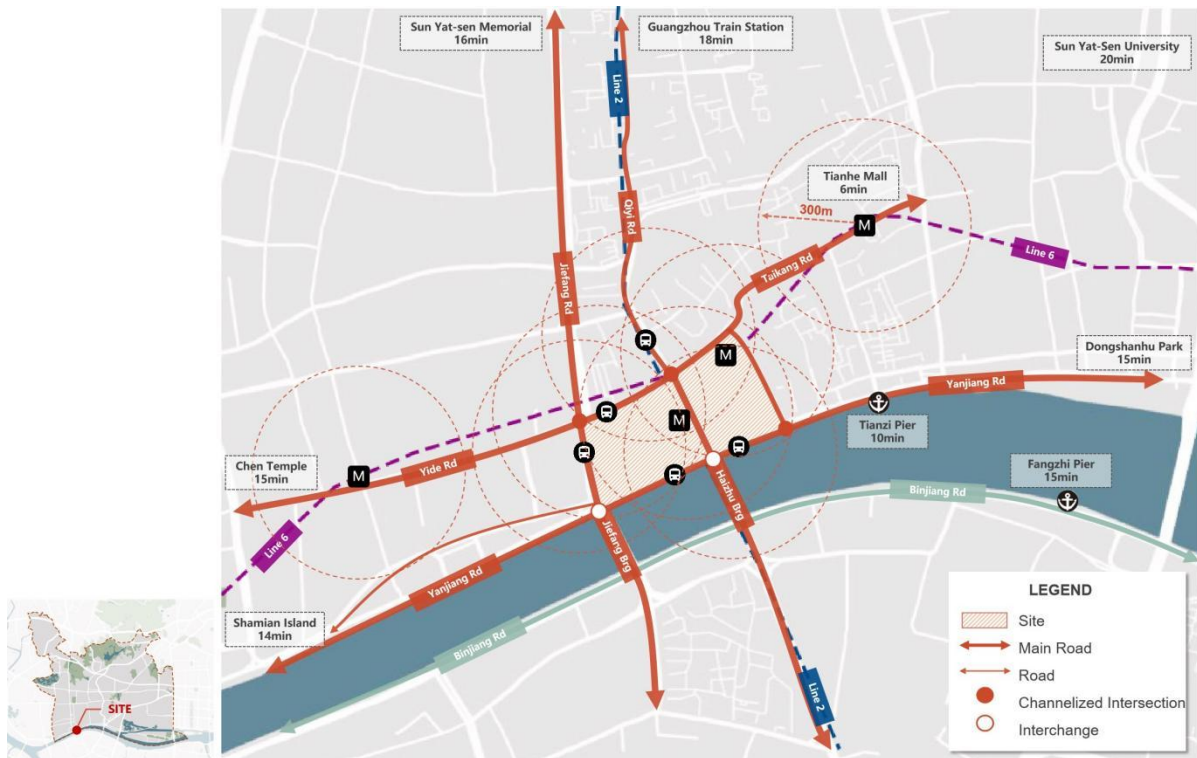 Sun Yat-sen Memorial
16min
Guangzhou Train Station
18min
Sun Yat-Sen University
20min
Line 2
Tianhe Mall
6min
300m
M
Qiyi Rd
Taikang Rd
Line 6
Jiefang Rd
M
Dongshanhu Park
15min
Yanjiang Rd
M
Tianzi Pier
10min
Chen Temple
15min
M
Yide Rd
Haizhu Brg
Fangzhi Pier
15min
Binjiang Rd
Line 6
Jiefang Brg
Yanjiang Rd
Shamian Island
14min
Binjiang Rd
Line 2
SITE
LEGEND
Site
Main Road
Road
Channelized Intersection
Interchange